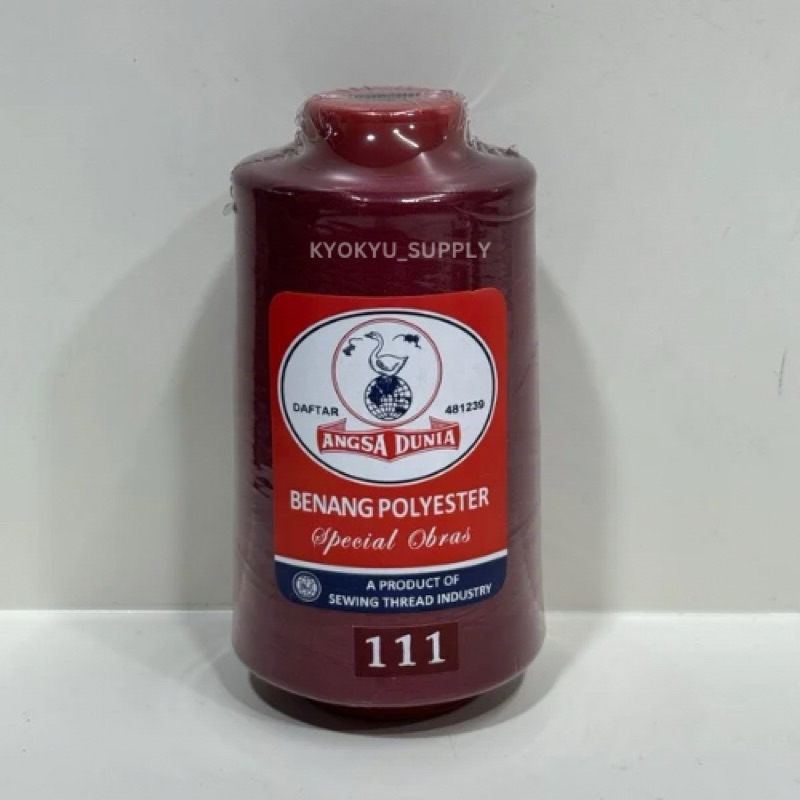 KYOKYU_SUPPLY
DAFTAR 481239
ANGSA DUNIA
BENANG POLYESTER
Special Obras
A PRODUCT OF
SEWING THREAD INDUSTRY
111